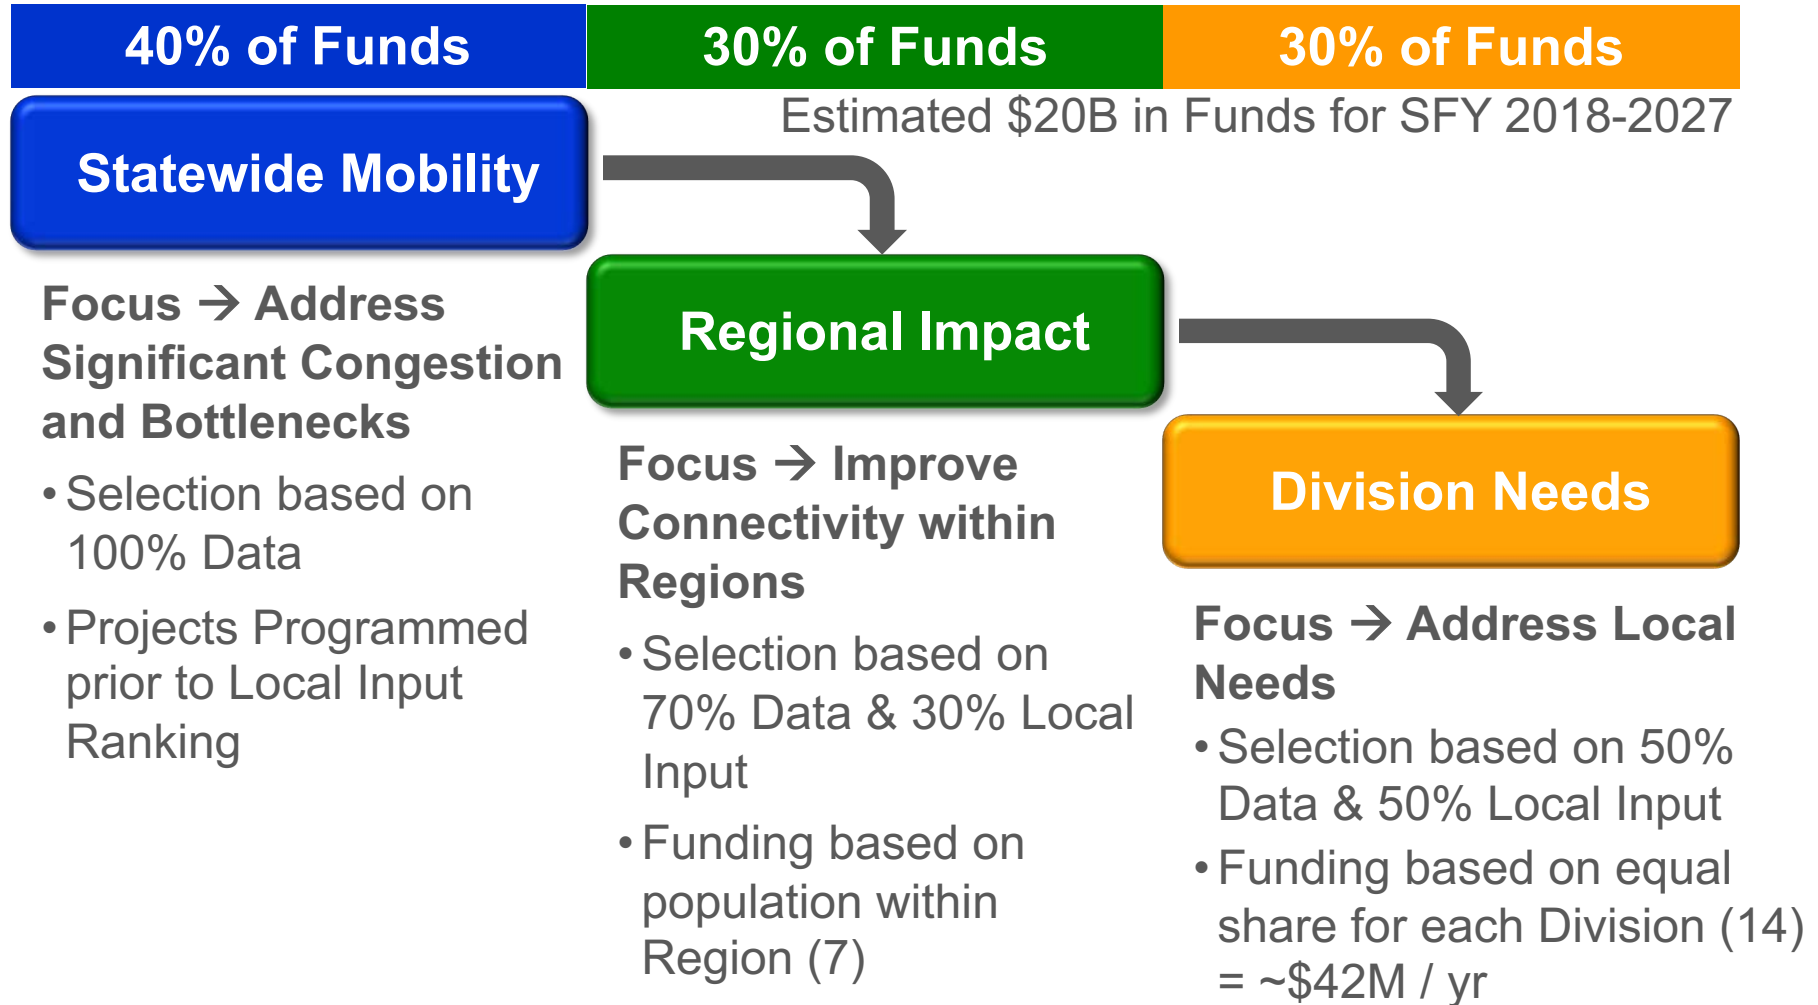 40% of Funds
30% of Funds
30% of Funds
Estimated $20B in Funds for SFY 2018-2027
Statewide Mobility
Focus → Address
Significant Congestion
and Bottlenecks
• Selection based on
100% Data
• Projects Programmed
prior to Local Input
Ranking
Regional Impact
Focus → Improve
Connectivity within
Regions
• Selection based on
70% Data & 30% Local
Input
• Funding based on
population within
Region (7)
Division Needs
Focus → Address Local
Needs
• Selection based on 50%
Data & 50% Local Input
• Funding based on equal
share for each Division (14)
= ~$42M / yr